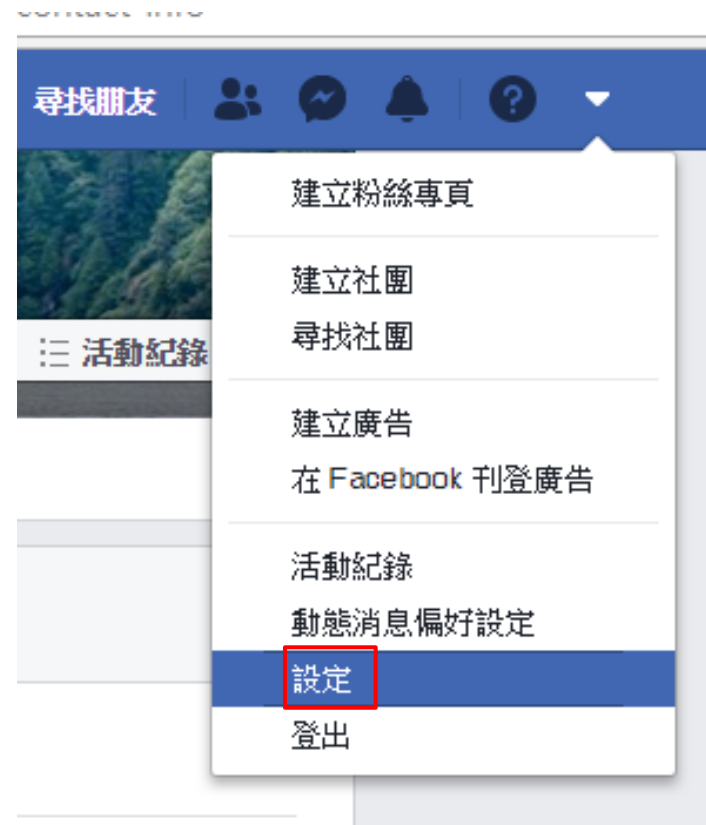 尋找朋友
建立粉絲專頁
建立社團
尋找社團
活動紀錄
建立廣告
在 Facebook 刊登廣告
活動紀錄
動態消息偏好設定
設定
登出